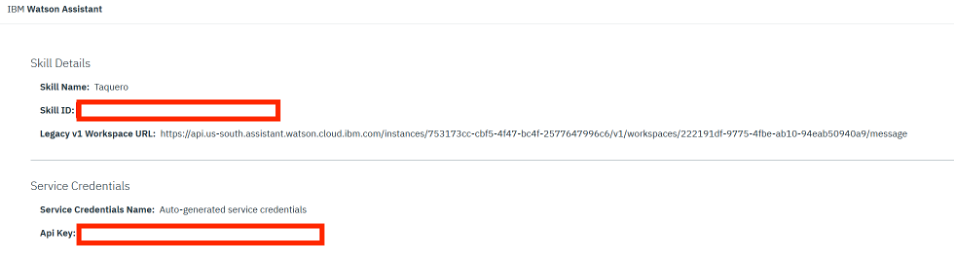 IBM Watson Assistant
Skill Details
Skill Name: Taquero
Skill ID:
Legacy v1 Workspace URL: https://api.us-south.assistant.watson.cloud.ibm.com/instances/753173cc-cbf5-4f47-bc4f-2577647996c6/v1/workspaces/222191df-9775-4fbe-ab10-94eab50940a9/message
Service Credentials
Service Credentials Name: Auto-generated service credentials
Api Key: